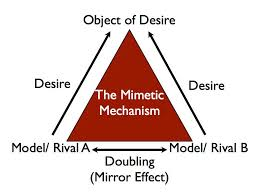 Object of Desire
Desire
Desire
The Mimetic
Mechanism
Model/ Rival A
Model/ Rival B
Doubling
(Mirror Effect)